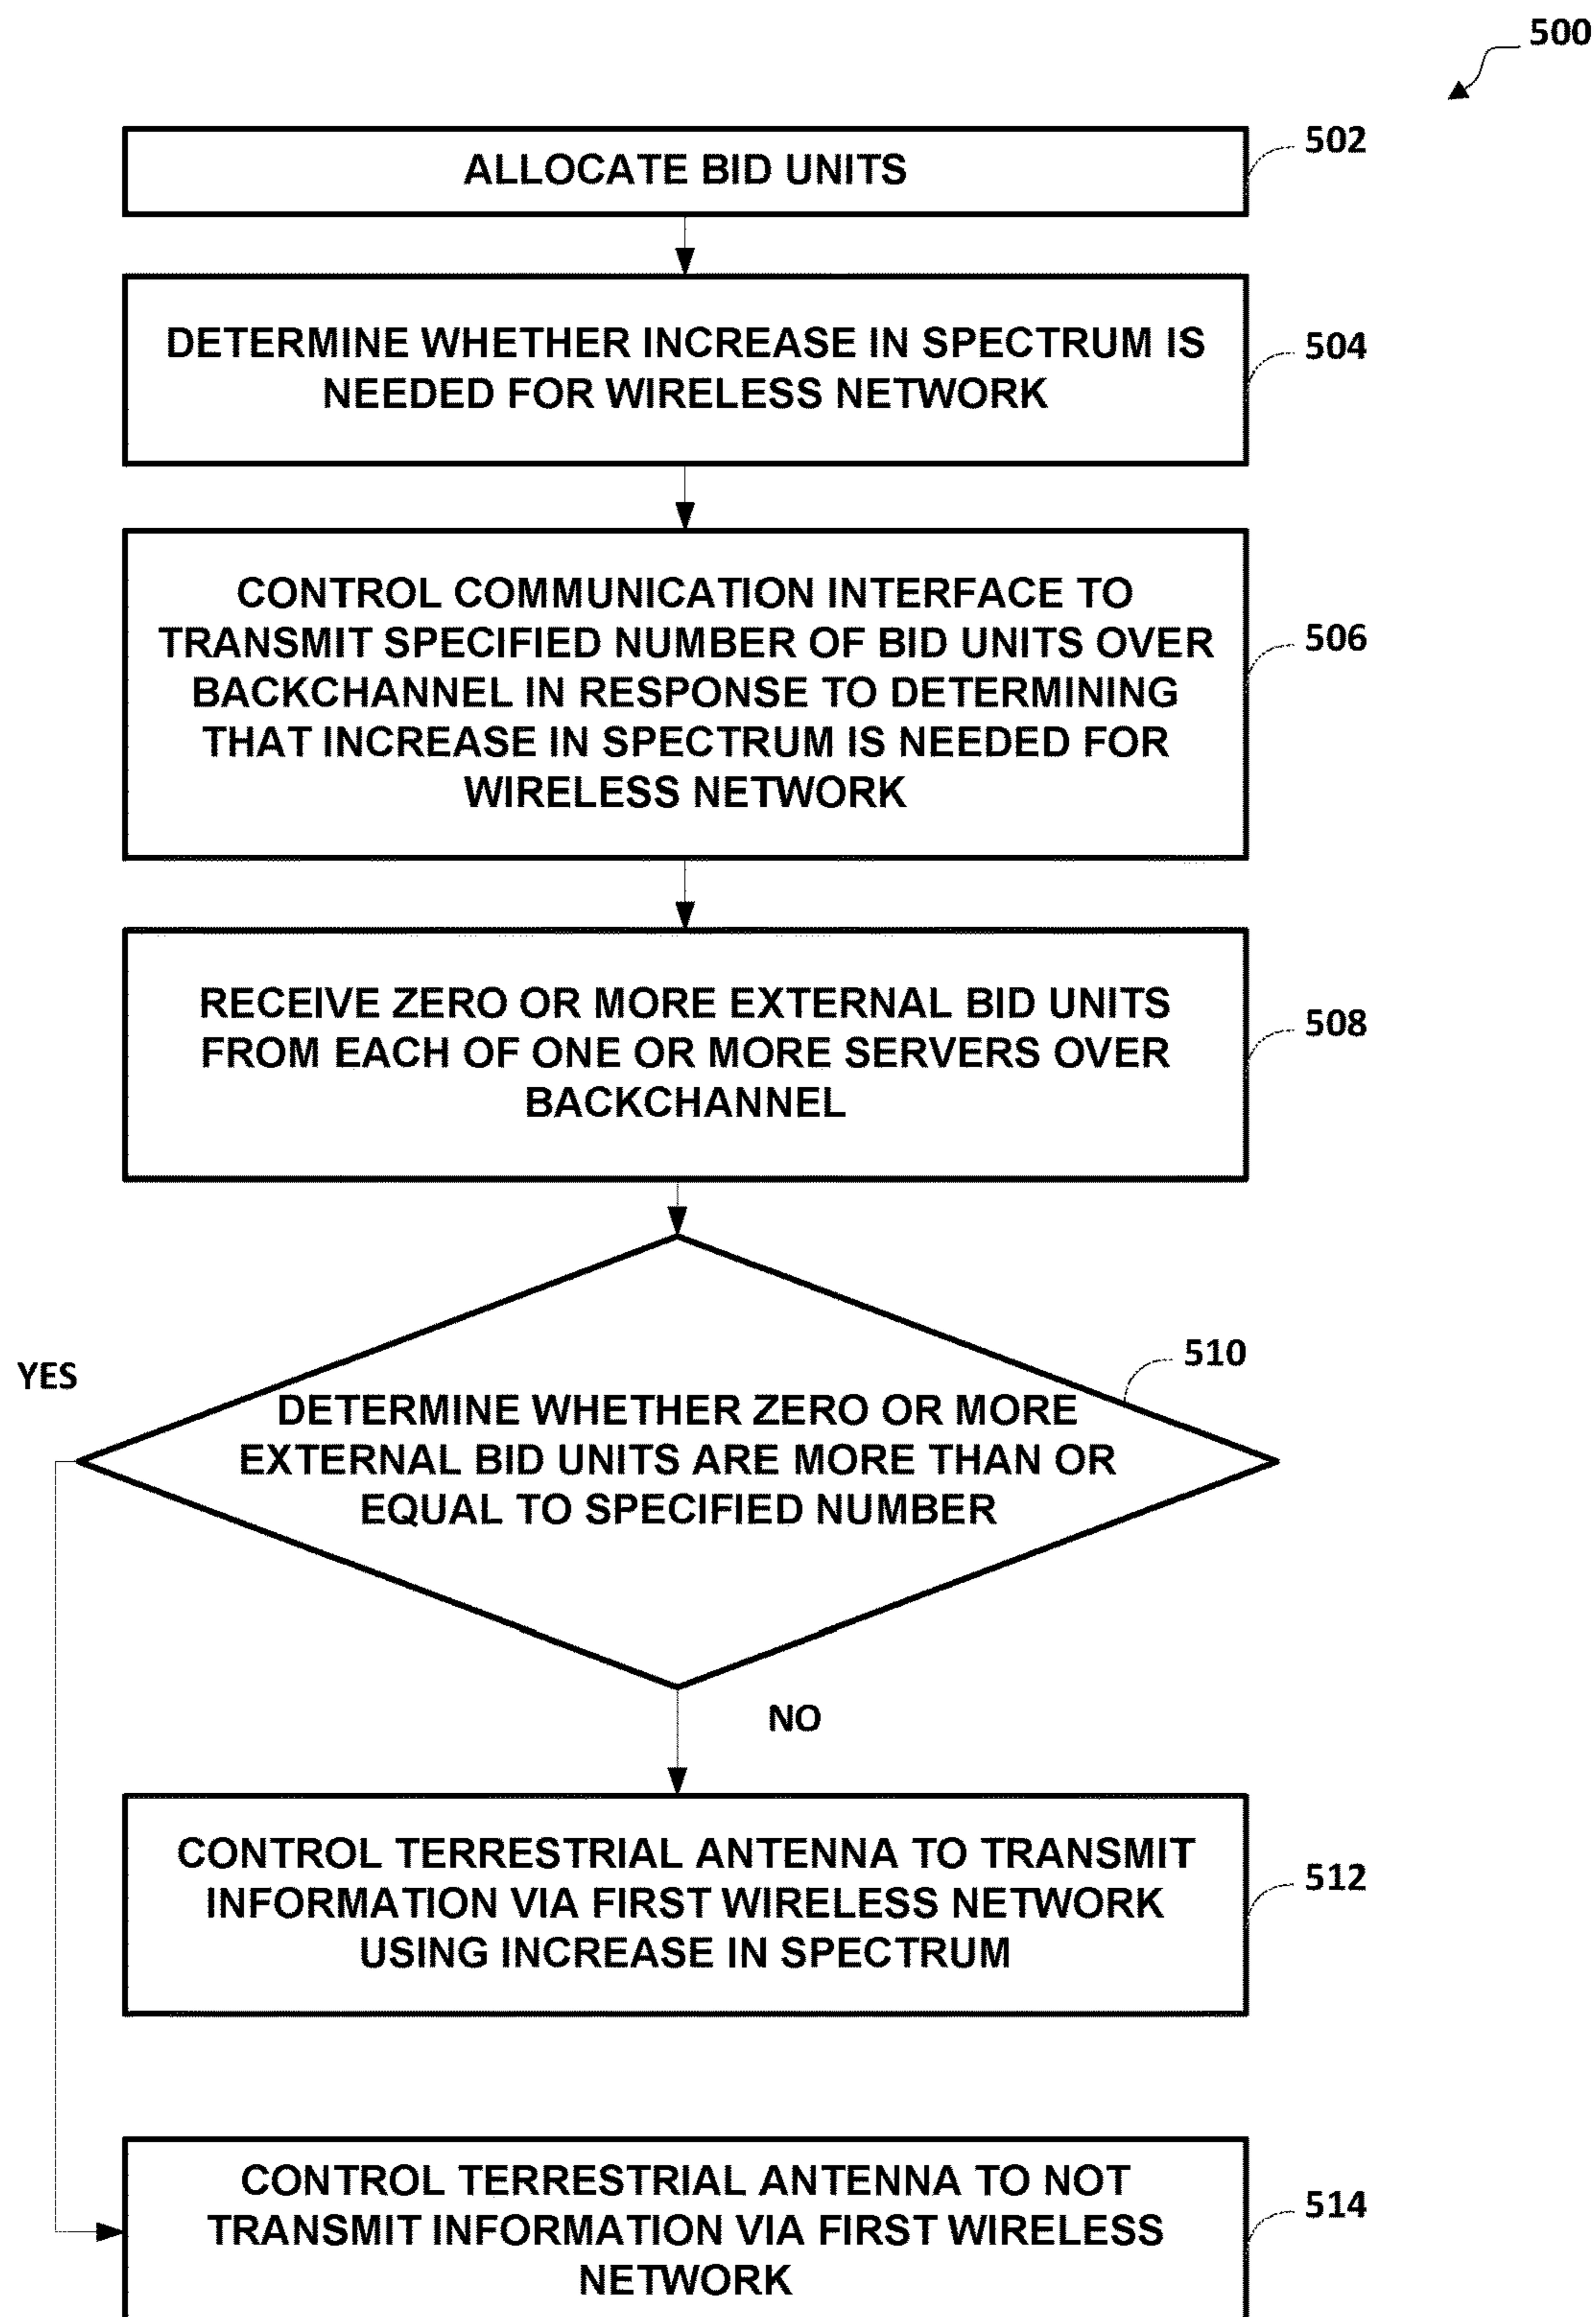 500
ALLOCATE BID UNITS
502
DETERMINE WHETHER INCREASE IN SPECTRUM IS
NEEDED FOR WIRELESS NETWORK
504
CONTROL COMMUNICATION INTERFACE TO
TRANSMIT SPECIFIED NUMBER OF BID UNITS OVER
BACKCHANNEL IN RESPONSE TO DETERMINING
THAT INCREASE IN SPECTRUM IS NEEDED FOR
WIRELESS NETWORK
506
RECEIVE ZERO OR MORE EXTERNAL BID UNITS
FROM EACH OF ONE OR MORE SERVERS OVER
BACKCHANNEL
508
YES
510
DETERMINE WHETHER ZERO OR MORE
EXTERNAL BID UNITS ARE MORE THAN OR
EQUAL TO SPECIFIED NUMBER
NO
CONTROL TERRESTRIAL ANTENNA TO TRANSMIT
INFORMATION VIA FIRST WIRELESS NETWORK
USING INCREASE IN SPECTRUM
512
CONTROL TERRESTRIAL ANTENNA TO NOT
TRANSMIT INFORMATION VIA FIRST WIRELESS
NETWORK
514